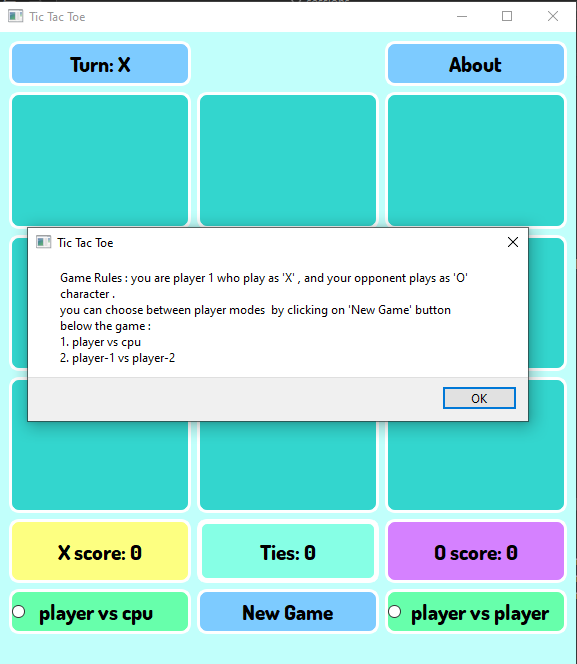 Tic Tac Toe
Turn: X
About
Tic Tac Toe
Game Rules : you are player 1 who play as 'X' , and your opponent plays as 'O'
character .
you can choose between player modes  by clicking on 'New Game' button
below the game :
1. player vs cpu
2. player-1 vs player-2
OK
X score: 0
Ties: 0
O score: 0
player vs cpu
New Game
player vs player